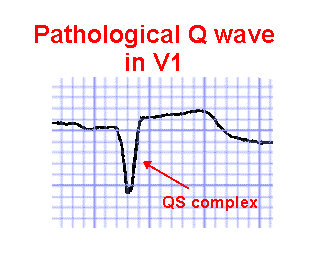 Pathological Q wave
in V1
QS complex